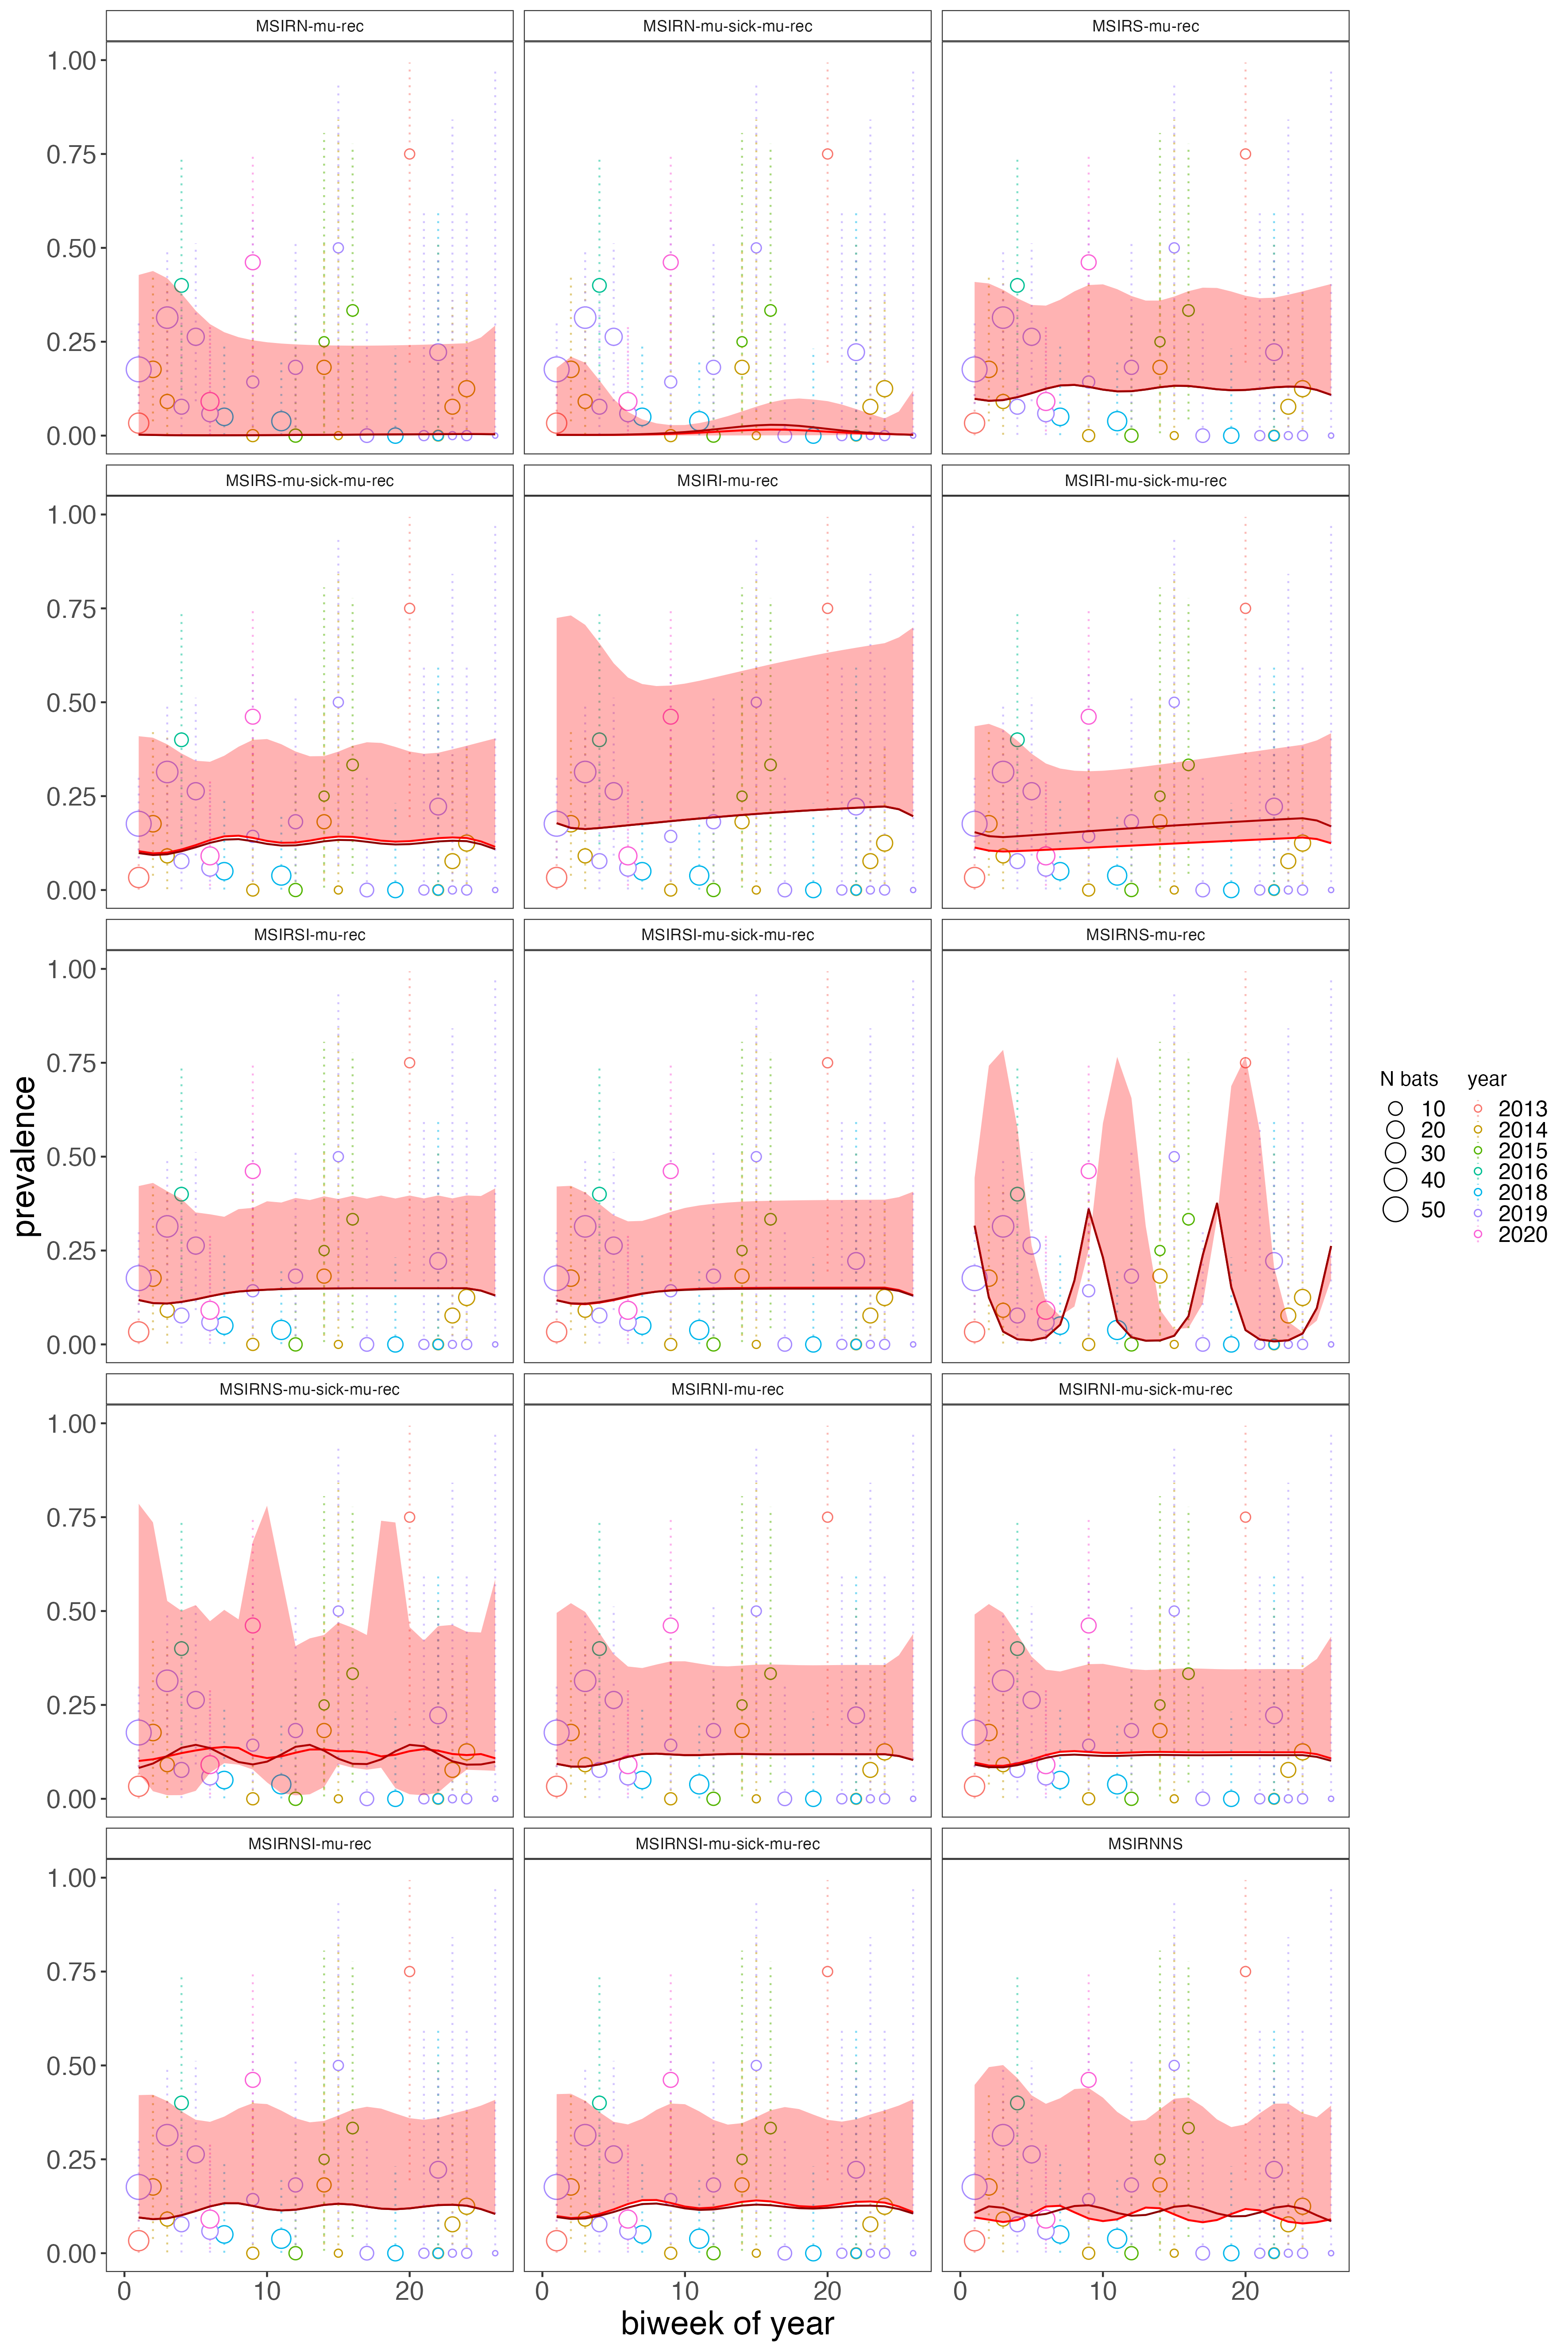 MSIRN-mu-rec
MSIRN-mu-sick-mu-rec
MSIRS-mu-rec
1.00
0.75
0.50
0.25
0.00
MSIRS-mu-sick-mu-rec
MSIRI-mu-rec
MSIRI-mu-sick-mu-rec
1.00
0.75
0.50
0.25
0.00
MSIRSI-mu-rec
MSIRSI-mu-sick-mu-rec
MSIRNS-mu-rec
1.00
0.75
0.50
0.25
0.00
MSIRNS-mu-sick-mu-rec
MSIRNI-mu-rec
MSIRNI-mu-sick-mu-rec
1.00
0.75
0.50
0.25
0.00
MSIRNSI-mu-rec
MSIRNSI-mu-sick-mu-rec
MSIRNNS
1.00
0.75
0.50
0.25
0.00
0 10 20
0 10 20
0 10 20
biweek of year
prevalence
N bats
10
20
30
40
50
year
2013
2014
2015
2016
2018
2019
2020